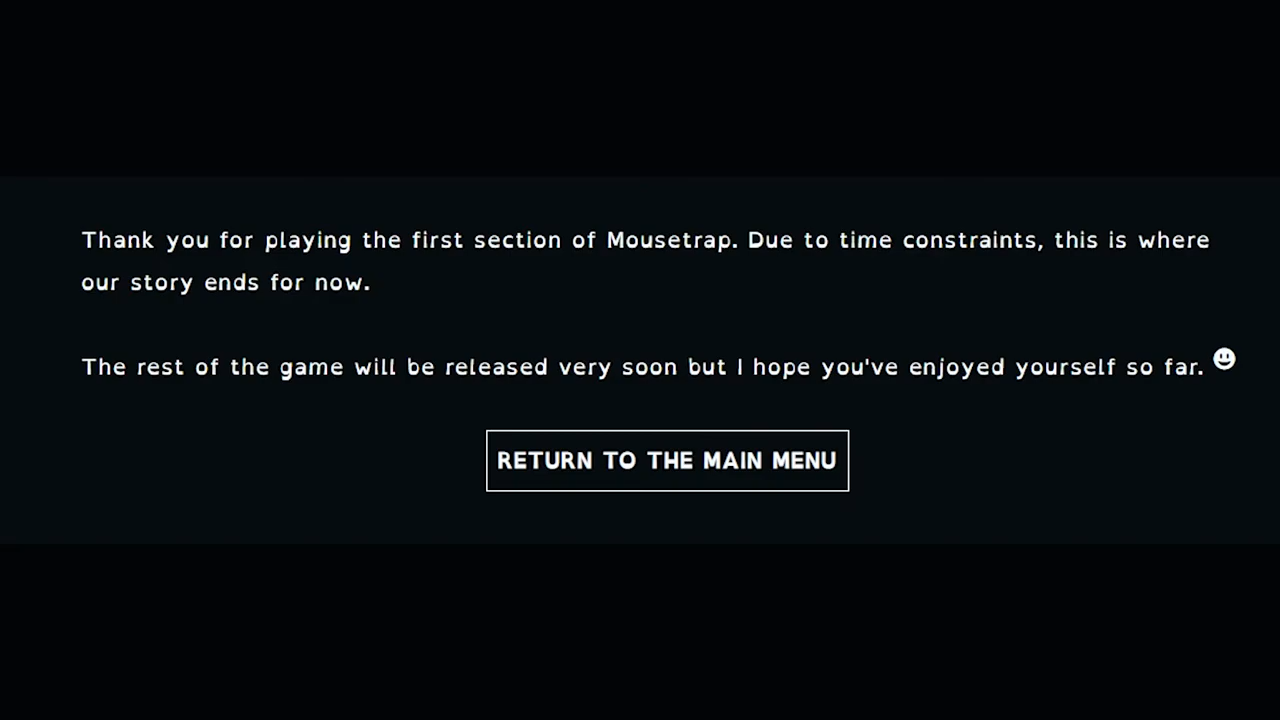 Thank you for playing the first section of Mousetrap. Due to time constraints, this is where
our story ends for now.
The rest of the game will be released very soon but I hope you've enjoyed yourself so far. 😃
RETURN TO THE MAIN MENU